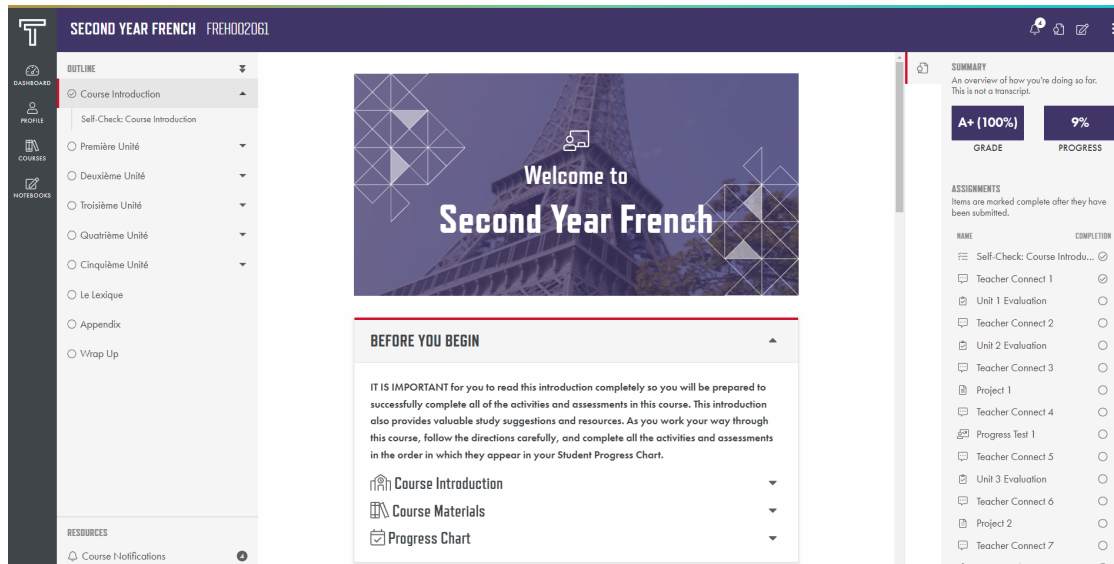 SECOND YEAR FRENCH FREH002061
4
DASHBOARD
PROFILE
COURSES
NOTEBOOKS
OUTLINE
Course Introduction
Self-Check: Course Introduction
Première Unité
Deuxième Unité
Troisième Unité
Quatrième Unité
Cinquième Unité
Le Lexique
Appendix
Wrap Up
RESOURCES
Course Notifications 4
Welcome to
Second Year French
BEFORE YOU BEGIN
IT IS IMPORTANT for you to read this introduction completely so you will be prepared to
successfully complete all of the activities and assessments in this course. This introduction
also provides valuable study suggestions and resources. As you work your way through
this course, follow the directions carefully, and complete all the activities and assessments
in the order in which they appear in your Student Progress Chart.
Course Introduction
Course Materials
Progress Chart
SUMMARY
An overview of how you're doing so far.
This is not a transcript.
A+ (100%) 9%
GRADE PROGRESS
ASSIGNMENTS
Items are marked complete after they have
been submitted.
NAME COMPLETION
Self-Check: Course Introdu...
Teacher Connect 1
Unit 1 Evaluation
Teacher Connect 2
Unit 2 Evaluation
Teacher Connect 3
Project 1
Teacher Connect 4
Progress Test 1
Teacher Connect 5
Unit 3 Evaluation
Teacher Connect 6
Project 2
Teacher Connect 7